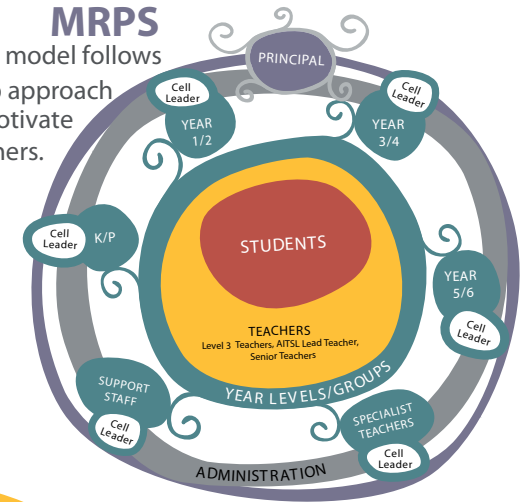 MRPS
model follows
approach
otivate
ners.
PRINCIPAL
Cell
Leader
YEAR
1/2
Cell
Leader
YEAR
3/4
Cell
Leader
K/P
STUDENTS
YEAR
5/6
Cell
Leader
TEACHERS
Level 3 Teachers, AITSL Lead Teacher,
Senior Teachers
YEAR LEVELS/GROUPS
SUPPORT
STAFF
Cell
Leader
SPECIALIST
TEACHERS
Cell
Leader
ADMINISTRATION